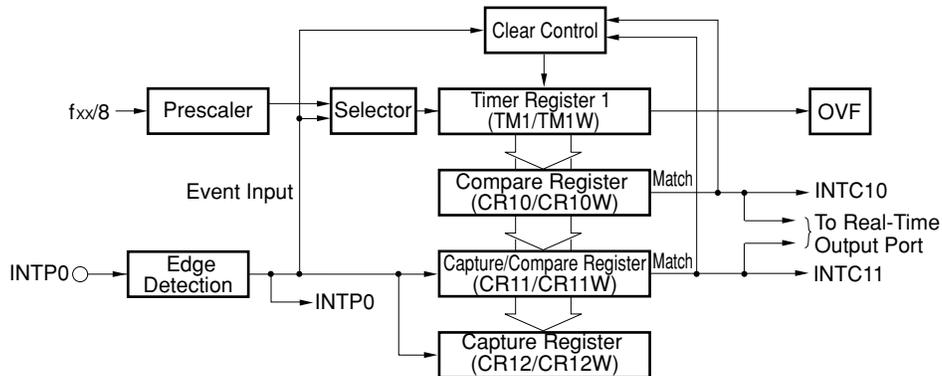 Clear Control
fxx/8
Prescaler
Selector
Timer Register 1
(TM1/TM1W)
OVF
Event Input
Compare Register
(CR10/CR10W)
Match
INTC10
To Real-Time
Output Port
INTP0
Edge
Detection
INTP0
Capture/Compare Register
(CR11/CR11W)
Match
INTC11
Capture Register
(CR12/CR12W)